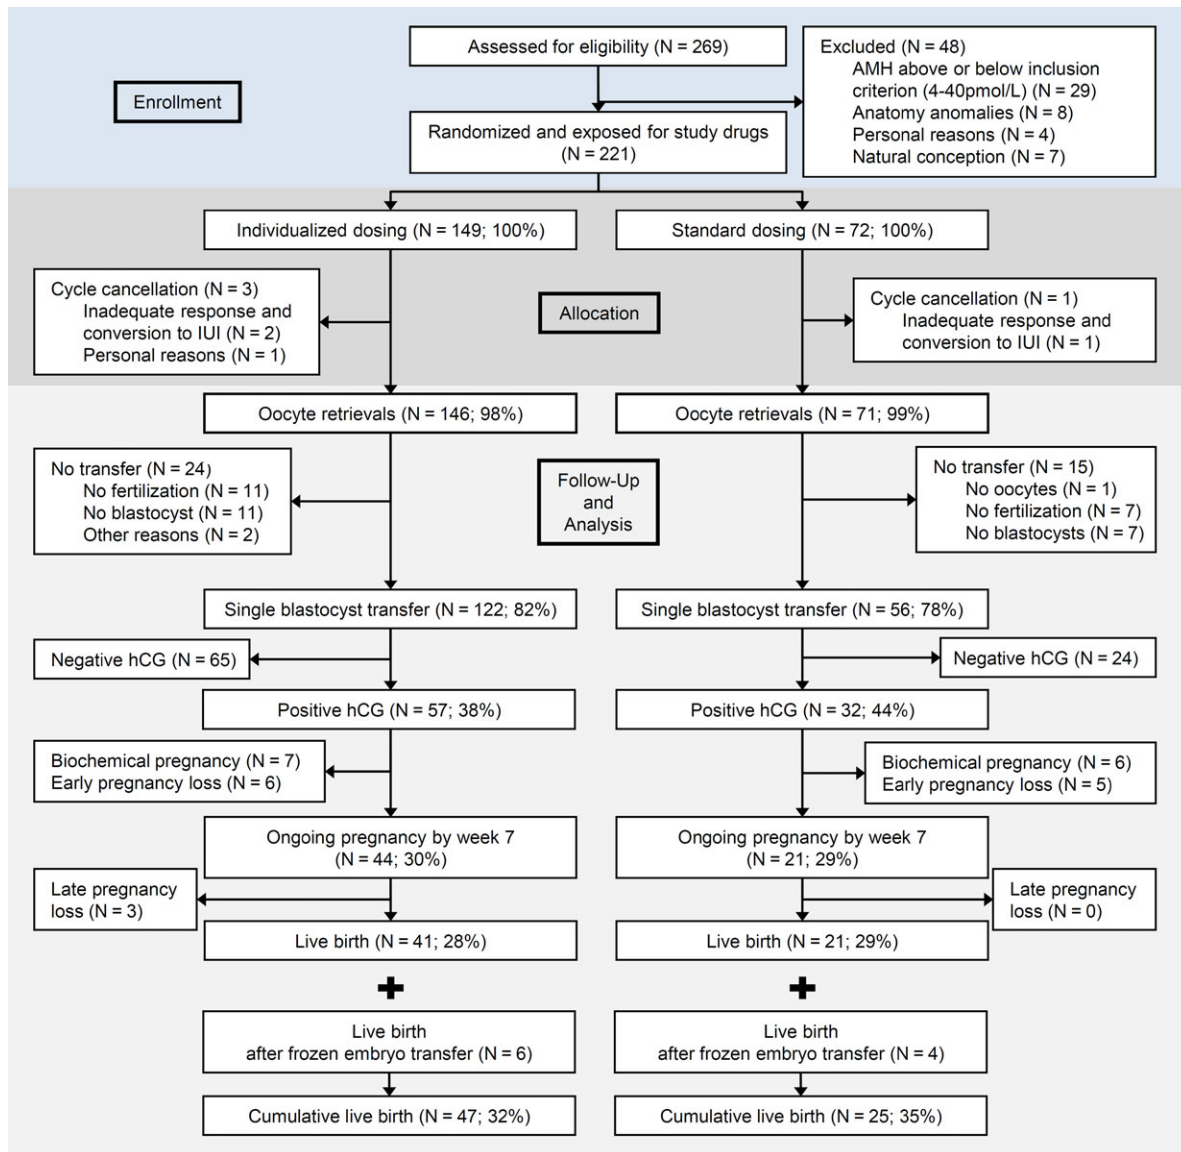 Assessed for eligibility (N = 269)
Excluded (N = 48)
AMH above or below inclusion
criterion (4-40pmol/L) (N = 29)
Anatomy anomalies (N = 8)
Personal reasons (N = 4)
Natural conception (N = 7)
Enrollment
Randomized and exposed for study drugs
(N = 221)
Individualized dosing (N = 149; 100%)
Standard dosing (N = 72; 100%)
Cycle cancellation (N = 3)
Inadequate response and
conversion to IUI (N = 2)
Personal reasons (N = 1)
Allocation
Cycle cancellation (N = 1)
Inadequate response and
conversion to IUI (N = 1)
Oocyte retrievals (N = 146; 98%)
Oocyte retrievals (N = 71; 99%)
No transfer (N = 24)
No fertilization (N = 11)
No blastocyst (N = 11)
Other reasons (N = 2)
Follow-Up
and
Analysis
No transfer (N = 15)
No oocytes (N = 1)
No fertilization (N = 7)
No blastocysts (N = 7)
Single blastocyst transfer (N = 122; 82%)
Single blastocyst transfer (N = 56; 78%)
Negative hCG (N = 65)
Negative hCG (N = 24)
Positive hCG (N = 57; 38%)
Positive hCG (N = 32; 44%)
Biochemical pregnancy (N = 7)
Early pregnancy loss (N = 6)
Biochemical pregnancy (N = 6)
Early pregnancy loss (N = 5)
Ongoing pregnancy by week 7
(N = 44; 30%)
Ongoing pregnancy by week 7
(N = 21; 29%)
Late pregnancy
loss (N = 3)
Late pregnancy
loss (N = 0)
Live birth (N = 41; 28%)
Live birth (N = 21; 29%)
+
+
Live birth
after frozen embryo transfer (N = 6)
Live birth
after frozen embryo transfer (N = 4)
Cumulative live birth (N = 47; 32%)
Cumulative live birth (N = 25; 35%)